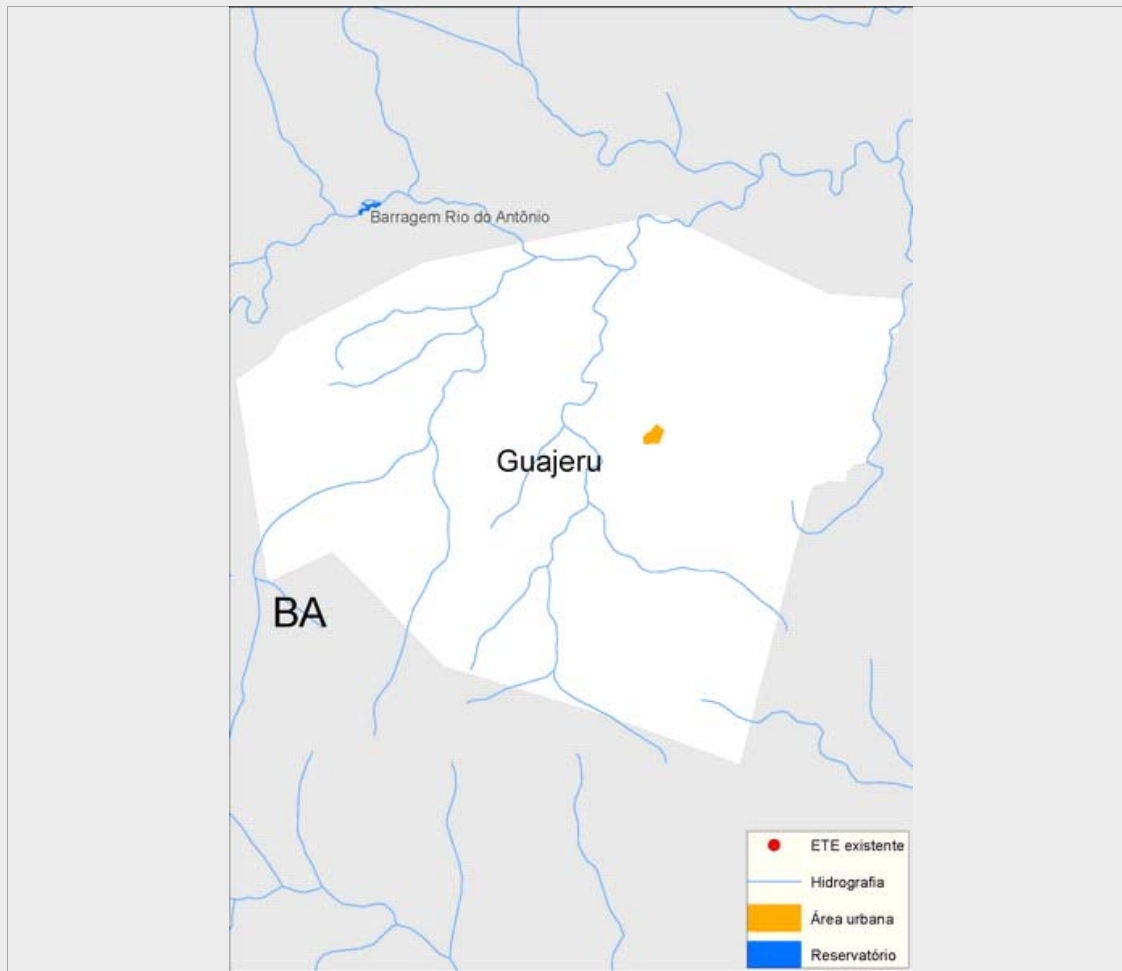 Barragem Rio do Antônio
Guajeru
BA
ETE existente
Hidrografia
Área urbana
Reservatório